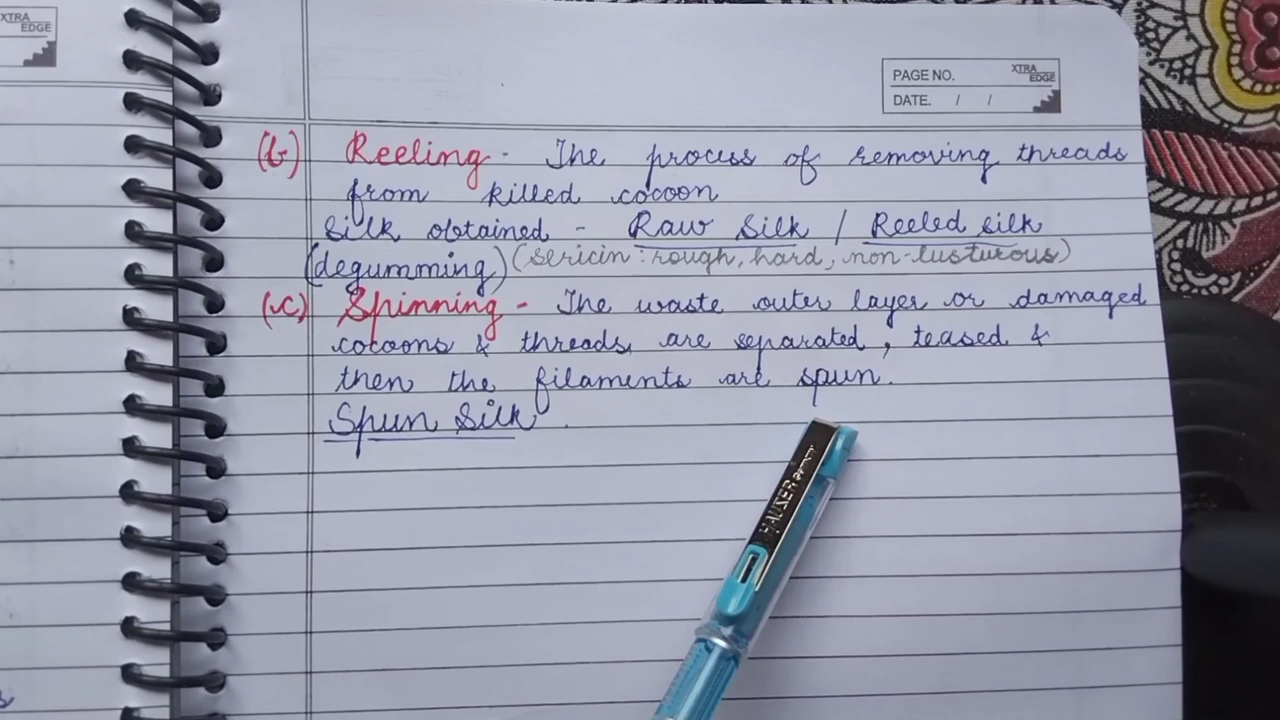 XTRA
EDGE
PAGE NO.
XTRA
EDGE
DATE. / /
(b) Reeling - The process of removing threads
from killed cocoon
Silk obtained - Raw Silk / Reeled silk
(degumming) (sericin : rough, hard, non-lusturous)
(c) Spinning - The waste outer layer or damaged
cocoons & threads are separated, teased &
then the filaments are spun.
Spun Silk.
HAUSER